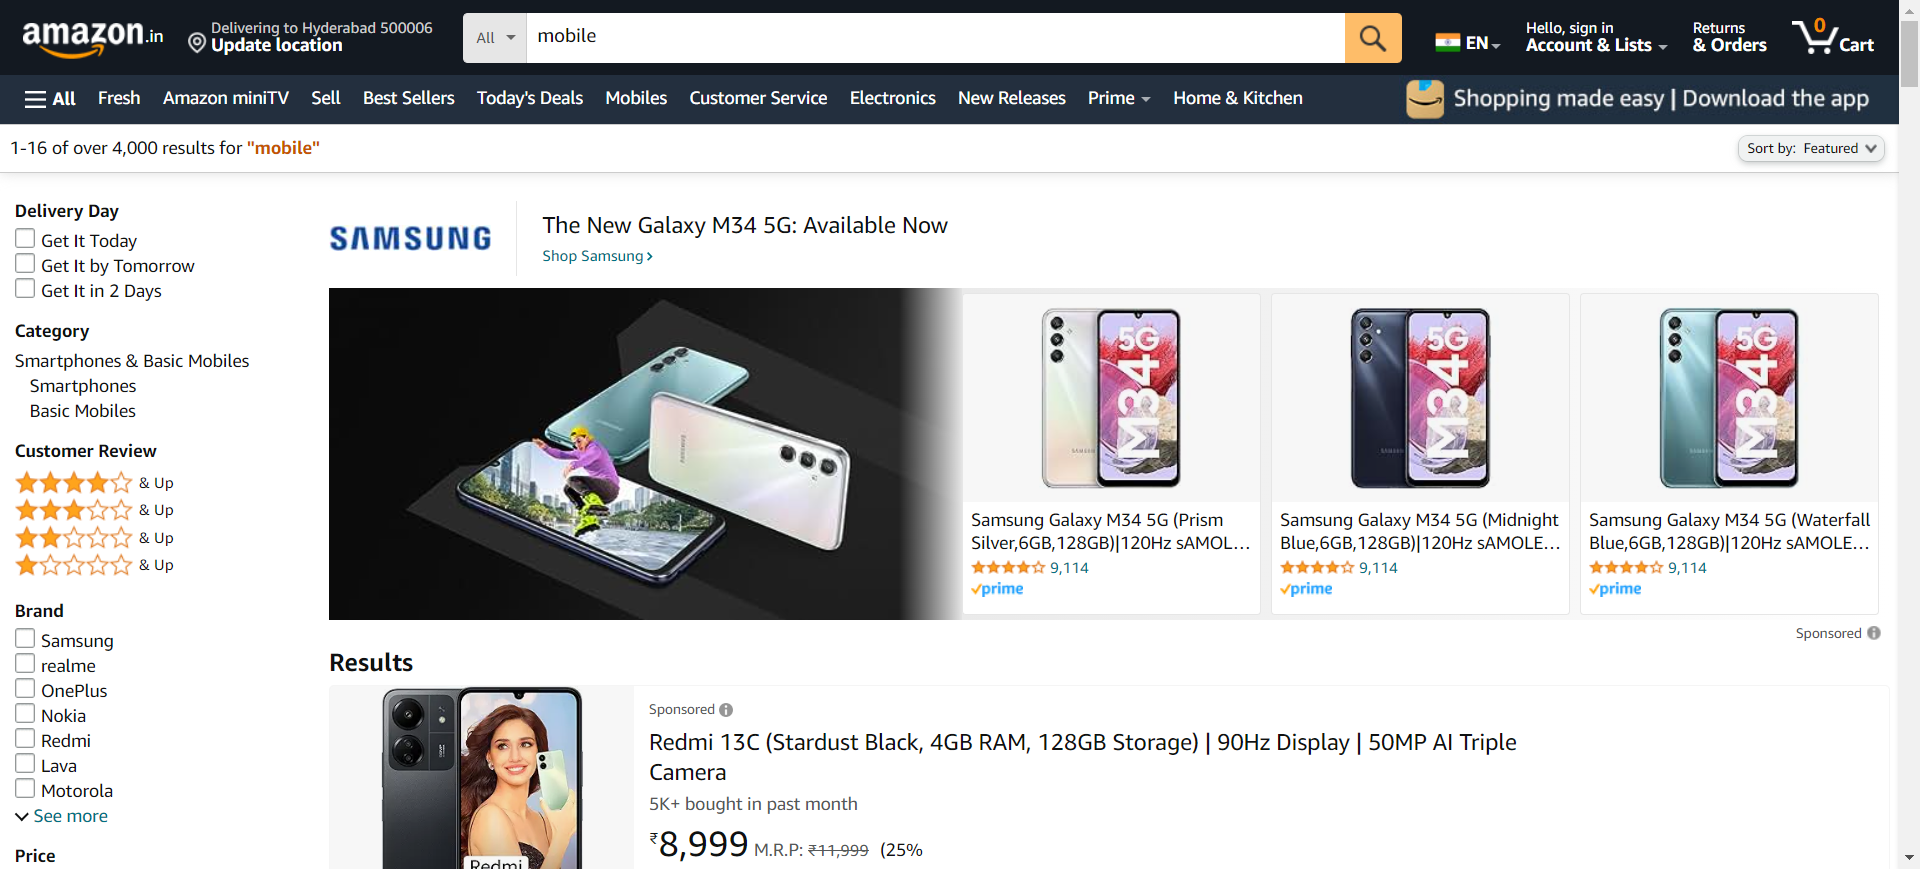 amazon.in
Delivering to Hyderabad 500006
Update location
All
mobile
EN
Hello, sign in
Account & Lists
Returns
& Orders
0
Cart
All
Fresh
Amazon miniTV
Sell
Best Sellers
Today's Deals
Mobiles
Customer Service
Electronics
New Releases
Prime
Home & Kitchen
Shopping made easy | Download the app
1-16 of over 4,000 results for "mobile"
Sort by: Featured
Delivery Day
Get It Today
Get It by Tomorrow
Get It in 2 Days
Category
Smartphones & Basic Mobiles
Smartphones
Basic Mobiles
Customer Review
& Up
& Up
& Up
& Up
Brand
Samsung
realme
OnePlus
Nokia
Redmi
Lava
Motorola
See more
Price
SAMSUNG
The New Galaxy M34 5G: Available Now
Shop Samsung
SAMSUNG
5G
M34
SAMSUNG
Samsung Galaxy M34 5G (Prism
Silver,6GB,128GB)|120Hz sAMOL...
9,114
prime
5G
M34
SAMSUNG
Samsung Galaxy M34 5G (Midnight
Blue,6GB,128GB)|120Hz sAMOLE...
9,114
prime
5G
M34
SAMSUNG
Samsung Galaxy M34 5G (Waterfall
Blue,6GB,128GB)|120Hz sAMOLE...
9,114
prime
Sponsored
Results
Redmi
Sponsored
Redmi 13C (Stardust Black, 4GB RAM, 128GB Storage) | 90Hz Display | 50MP AI Triple
Camera
5K+ bought in past month
₹8,999 M.R.P: ₹11,999 (25%